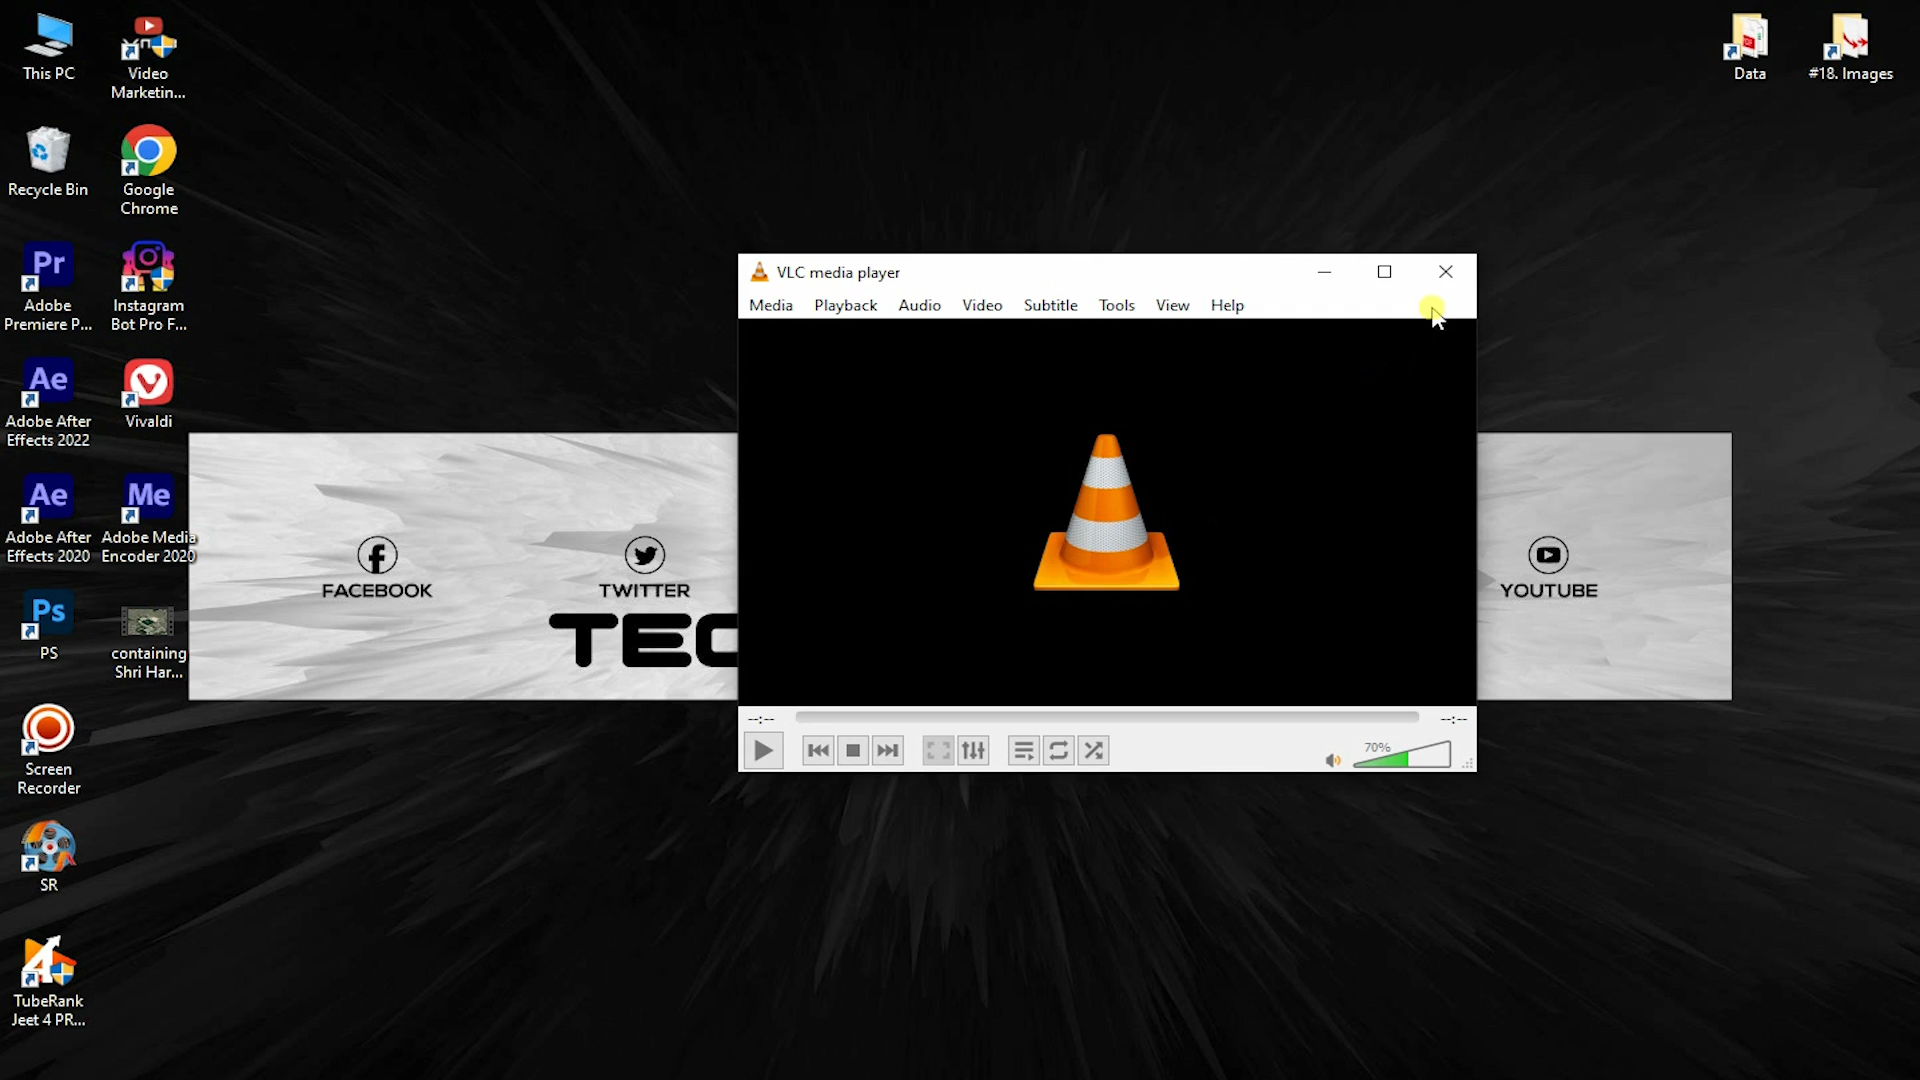 This PC
Video
Marketin...
Data
#18. Images
Recycle Bin
Google
Chrome
Pr
Adobe
Premiere P...
Instagram
Bot Pro F...
Ae
Adobe After
Effects 2022
Vivaldi
Ae
Adobe After
Effects 2020
Me
Adobe Media
Encoder 2020
Ps
PS
containing
Shri Har...
Screen
Recorder
SR
TubeRank
Jeet 4 PR...
FACEBOOK
TWITTER
YOUTUBE
TEC
VLC media player
Media Playback Audio Video Subtitle Tools View Help
--:-- --:--
70%